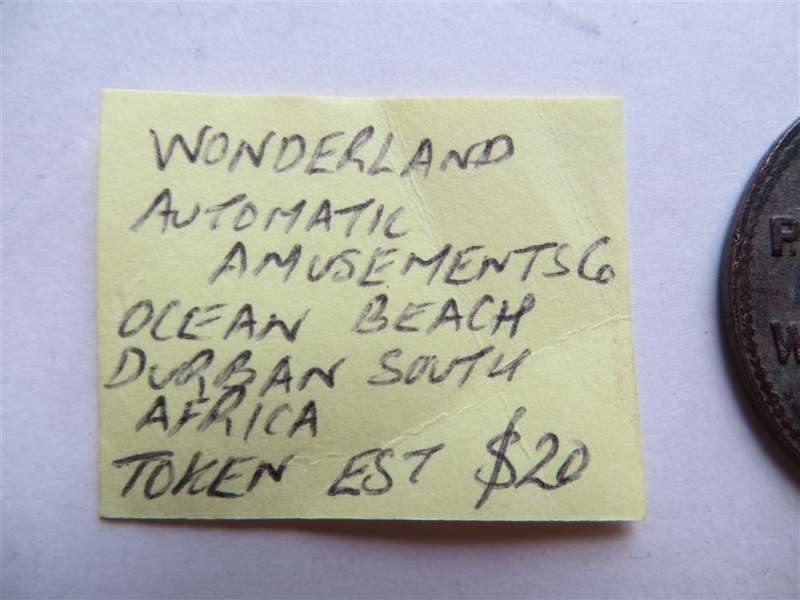 WONDERLAND
AUTOMATIC
AMUSEMENTS Co
OCEAN BEACH
DURBAN SOUTH
AFRICA
TOKEN EST $20